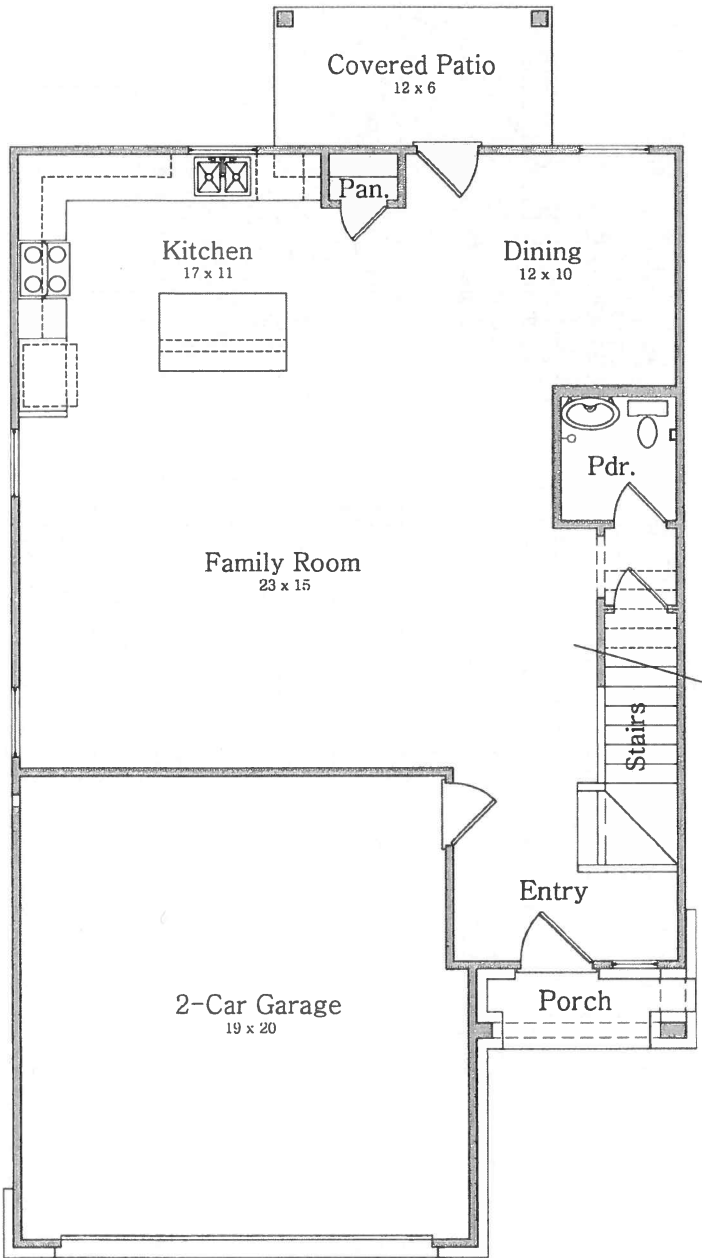 Covered Patio
12 x 6
Pan.
Kitchen
17 x 11
Dining
12 x 10
Pdr.
Family Room
23 x 15
Stairs
Entry
2-Car Garage
19 x 20
Porch